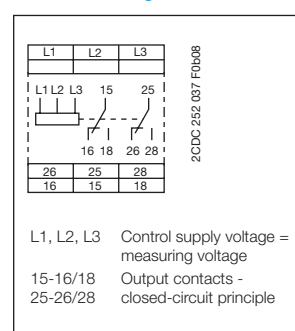 L1 L2 L3
L1 L2 L3 15 25
16 18 26 28
26 25 28
16 15 18
2CDC 252 037 F0b08
L1, L2, L3 Control supply voltage =
measuring voltage
15-16/18 Output contacts -
25-26/28 closed-circuit principle